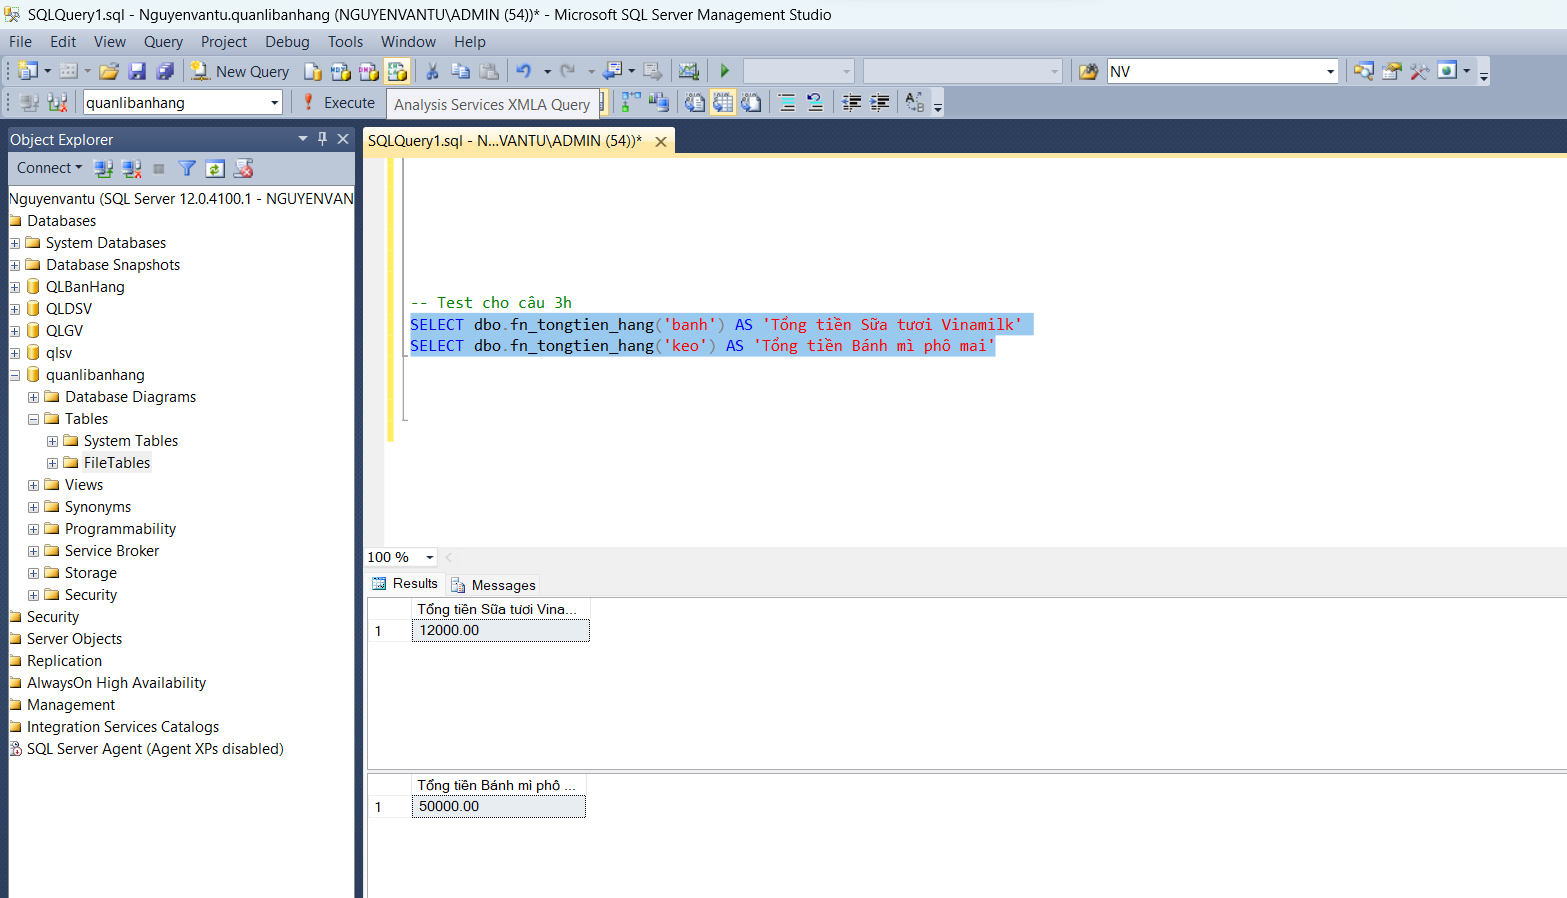 SQLQuery1.sql - Nguyenvantu.quanlibanhang (NGUYENVANTU\ADMIN (54))* - Microsoft SQL Server Management Studio
File Edit View Query Project Debug Tools Window Help
New Query NV
quanlibanhang Execute Analysis Services XMLA Query
Object Explorer
Connect
Nguyenvantu (SQL Server 12.0.4100.1 - NGUYENVAN
Databases
System Databases
Database Snapshots
QLBanHang
QLDSV
QLGV
qlsv
quanlibanhang
Database Diagrams
Tables
System Tables
FileTables
Views
Synonyms
Programmability
Service Broker
Storage
Security
Security
Server Objects
Replication
AlwaysOn High Availability
Management
Integration Services Catalogs
SQL Server Agent (Agent XPs disabled)
SQLQuery1.sql - N...VANTU\ADMIN (54))*
-- Test cho câu 3h
SELECT dbo.fn_tongtien_hang('banh') AS 'Tổng tiền Sữa tươi Vinamilk'
SELECT dbo.fn_tongtien_hang('keo') AS 'Tổng tiền Bánh mì phô mai'
100 %
Results Messages
Tổng tiền Sữa tươi Vina...
1 12000.00
Tổng tiền Bánh mì phô ...
1 50000.00